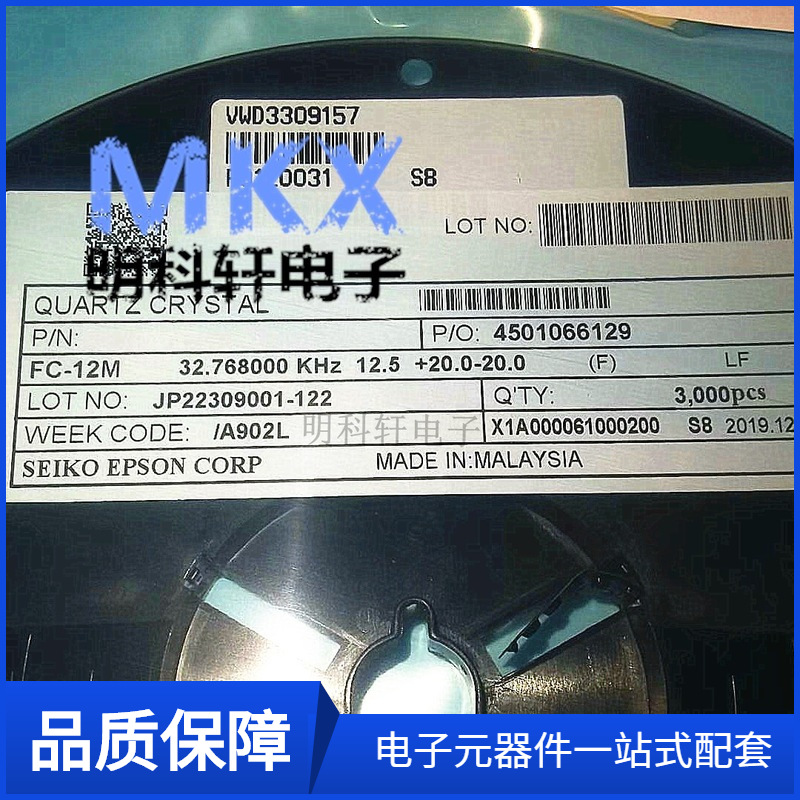 VWD3309157
MKX
S8
LOT NO:
明科轩电子
QUARTZ CRYSTAL
P/N:
P/O: 4501066129
FC-12M 32.768000 KHz 12.5 +20.0-20.0 (F) LF
LOT NO: JP22309001-122
Q'TY: 3,000pcs
WEEK CODE: /A902L
明科轩电子
X1A000061000200 S8 2019.12
SEIKO EPSON CORP
MADE IN:MALAYSIA
品质保障
电子元器件一站式配套